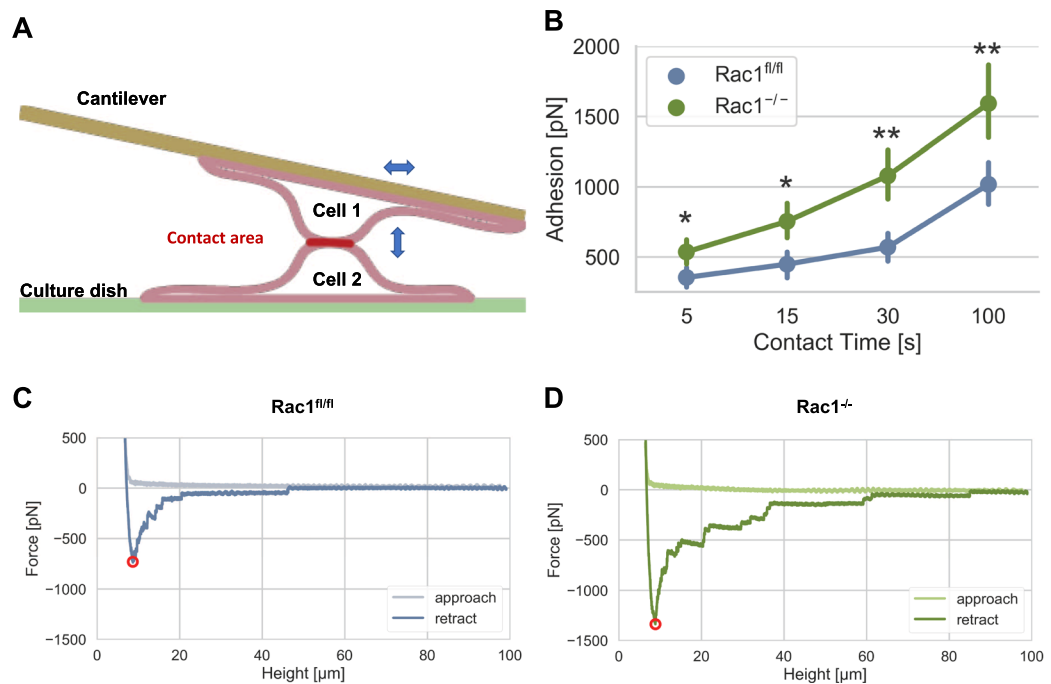 A
Cantilever
Cell 1
Contact area
Cell 2
Culture dish
B
2000
1500
1000
500
Adhesion [pN]
Rac1fl/fl
Rac1−/−
*
*
**
**
5 15 30 100
Contact Time [s]
C
Rac1fl/fl
500
0
−500
−1000
−1500
Force [pN]
approach
retract
0 20 40 60 80 100
Height [µm]
D
Rac1-/-
500
0
−500
−1000
−1500
Force [pN]
approach
retract
0 20 40 60 80 100
Height [µm]